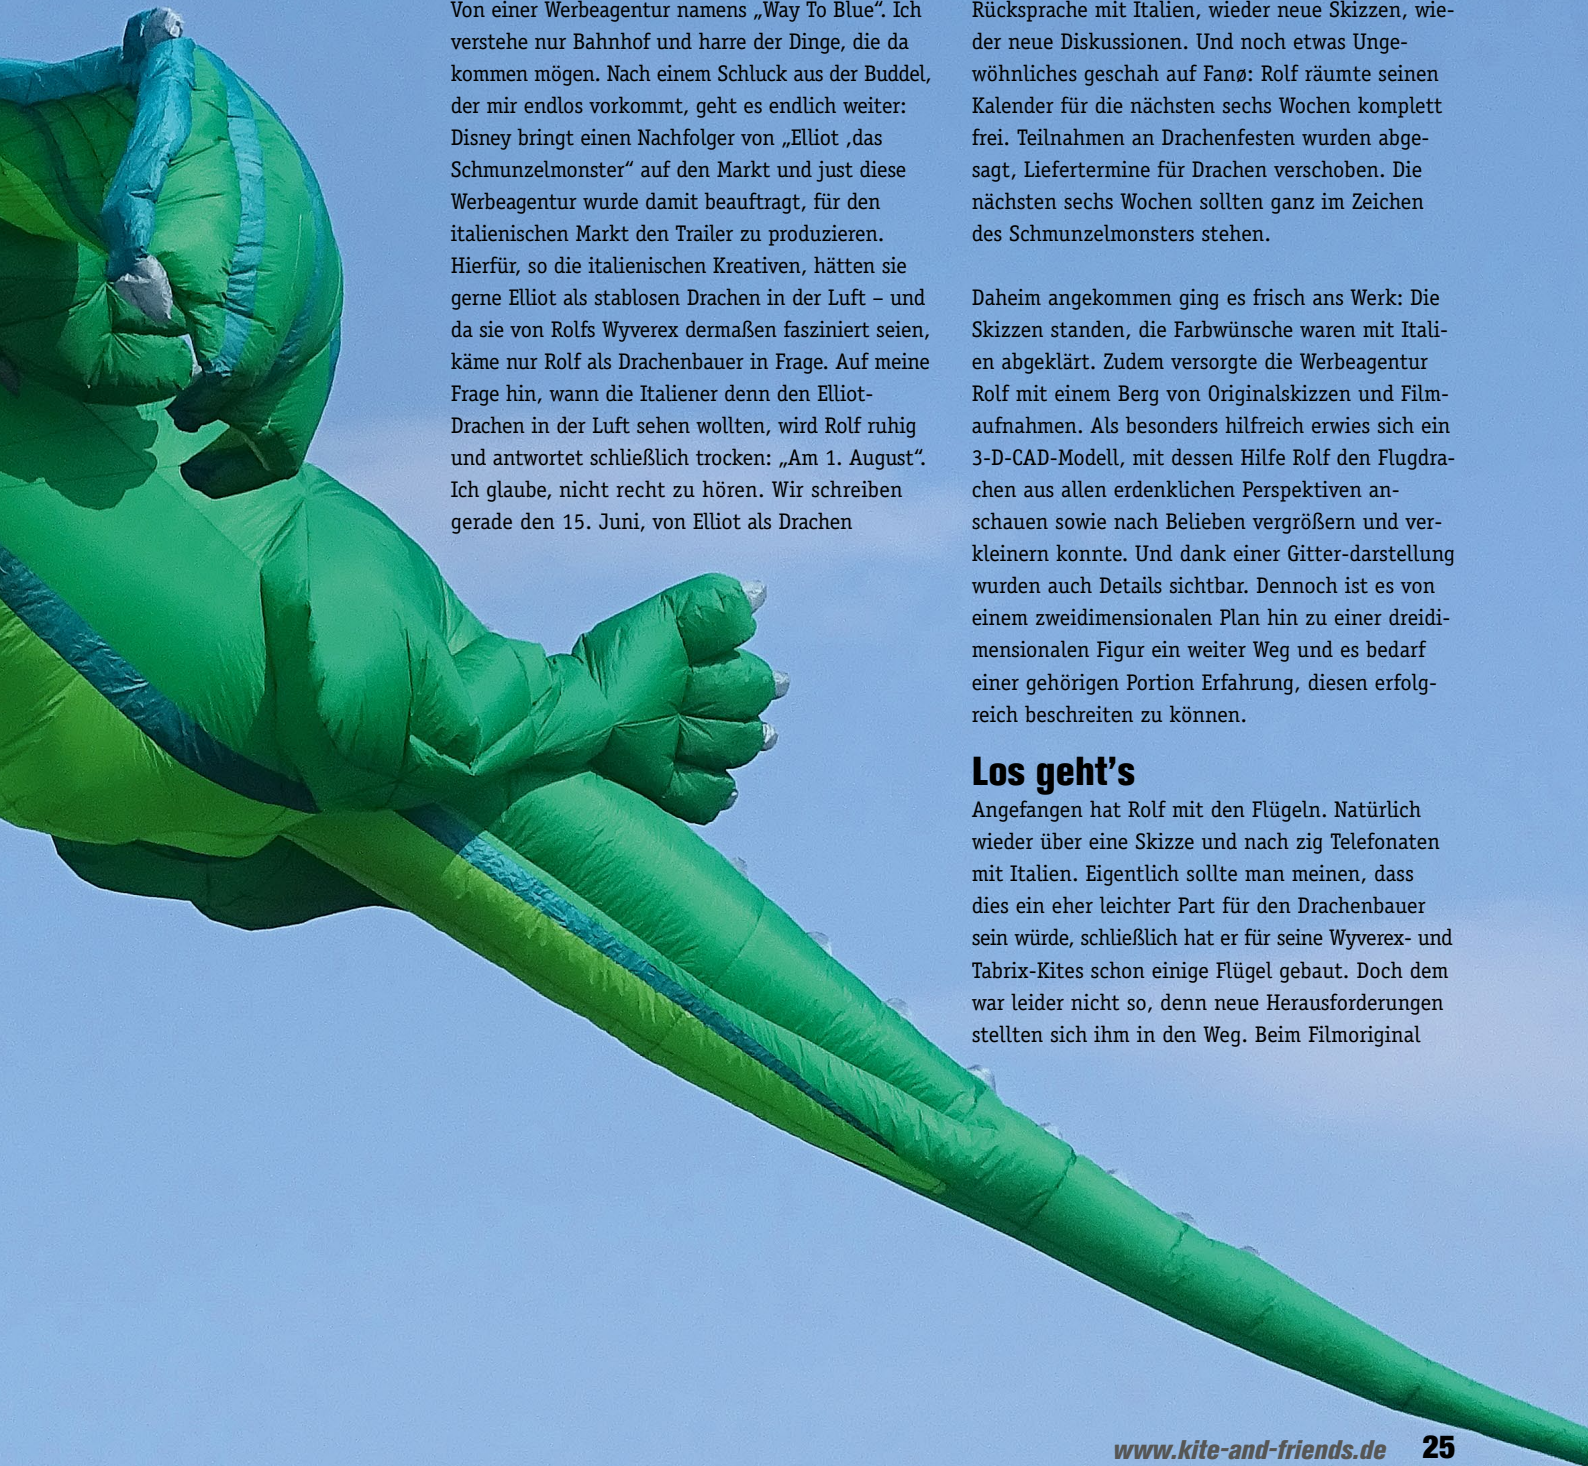 Von einer Werbeagentur namens „Way To Blue“. Ich
verstehe nur Bahnhof und harre der Dinge, die da
kommen mögen. Nach einem Schluck aus der Buddel,
der mir endlos vorkommt, geht es endlich weiter:
Disney bringt einen Nachfolger von „Elliot ‚das
Schmunzelmonster“ auf den Markt und just diese
Werbeagentur wurde damit beauftragt, für den
italienischen Markt den Trailer zu produzieren.
Hierfür, so die italienischen Kreativen, hätten sie
gerne Elliot als stablosen Drachen in der Luft – und
da sie von Rolfs Wyverex dermaßen fasziniert seien,
käme nur Rolf als Drachenbauer in Frage. Auf meine
Frage hin, wann die Italiener denn den Elliot-
Drachen in der Luft sehen wollten, wird Rolf ruhig
und antwortet schließlich trocken: „Am 1. August“.
Ich glaube, nicht recht zu hören. Wir schreiben
gerade den 15. Juni, von Elliot als Drachen
Rücksprache mit Italien, wieder neue Skizzen, wie-
der neue Diskussionen. Und noch etwas Unge-
wöhnliches geschah auf Fanø: Rolf räumte seinen
Kalender für die nächsten sechs Wochen komplett
frei. Teilnahmen an Drachenfesten wurden abge-
sagt, Liefertermine für Drachen verschoben. Die
nächsten sechs Wochen sollten ganz im Zeichen
des Schmunzelmonsters stehen.
Daheim angekommen ging es frisch ans Werk: Die
Skizzen standen, die Farbwünsche waren mit Itali-
en abgeklärt. Zudem versorgte die Werbeagentur
Rolf mit einem Berg von Originalskizzen und Film-
aufnahmen. Als besonders hilfreich erwies sich ein
3-D-CAD-Modell, mit dessen Hilfe Rolf den Flugdra-
chen aus allen erdenklichen Perspektiven an-
schauen sowie nach Belieben vergrößern und ver-
kleinern konnte. Und dank einer Gitter-darstellung
wurden auch Details sichtbar. Dennoch ist es von
einem zweidimensionalen Plan hin zu einer dreidi-
mensionalen Figur ein weiter Weg und es bedarf
einer gehörigen Portion Erfahrung, diesen erfolg-
reich beschreiten zu können.
Los geht’s
Angefangen hat Rolf mit den Flügeln. Natürlich
wieder über eine Skizze und nach zig Telefonaten
mit Italien. Eigentlich sollte man meinen, dass
dies ein eher leichter Part für den Drachenbauer
sein würde, schließlich hat er für seine Wyverex- und
Tabrix-Kites schon einige Flügel gebaut. Doch dem
war leider nicht so, denn neue Herausforderungen
stellten sich ihm in den Weg. Beim Filmoriginal
www.kite-and-friends.de 25